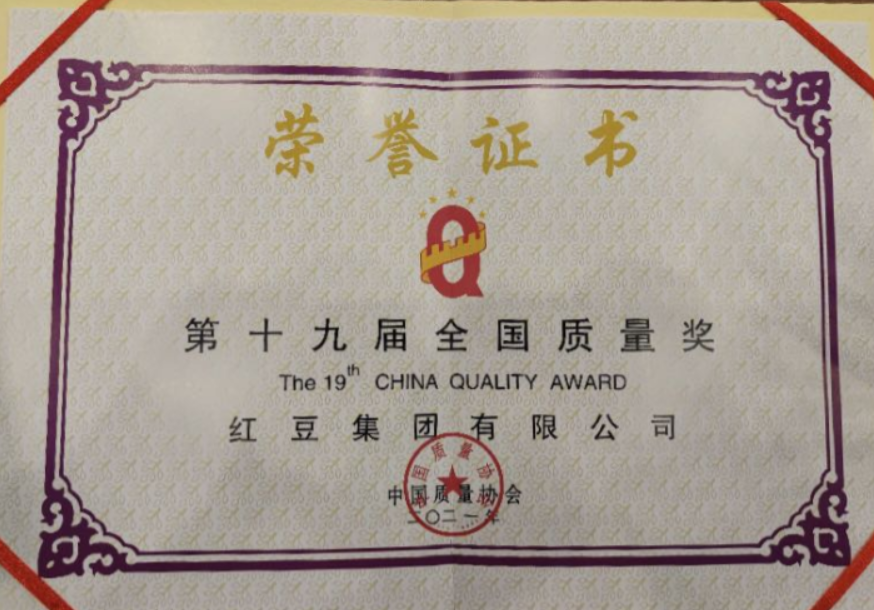 荣誉证书
Q
第十九届全国质量奖
The 19th CHINA QUALITY AWARD
红豆集团有限公司
中国质量协会
二〇二一年